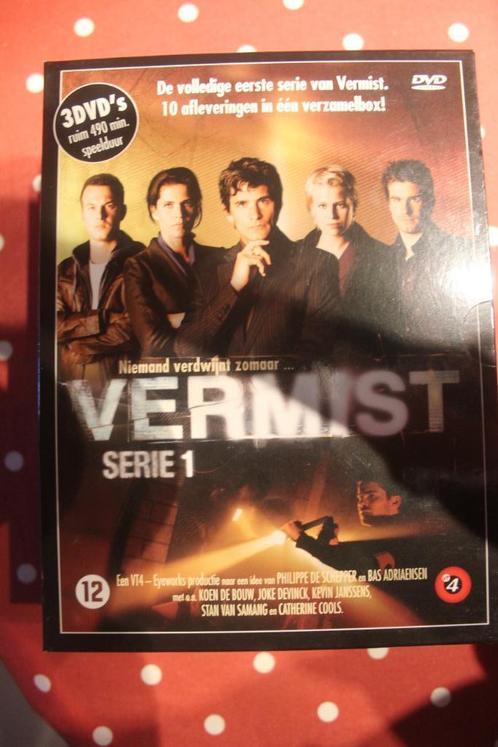 De volledige eerste serie van Vermist.
10 afleveringen in één verzamelbox!
DVD
3DVD's
ruim 490 min.
speelduur
Niemand verdwijnt zomaar ...
VERMIST
SERIE 1
12
Een VT4 – Eyeworks productie naar een idee van PHILIPPE DE SCHEPPER en BAS ADRIAENSEN
met o.a. KOEN DE BOUW, JOKE DEVINCK, KEVIN JANSSENS,
STAN VAN SAMANG en CATHERINE COOLS.
4